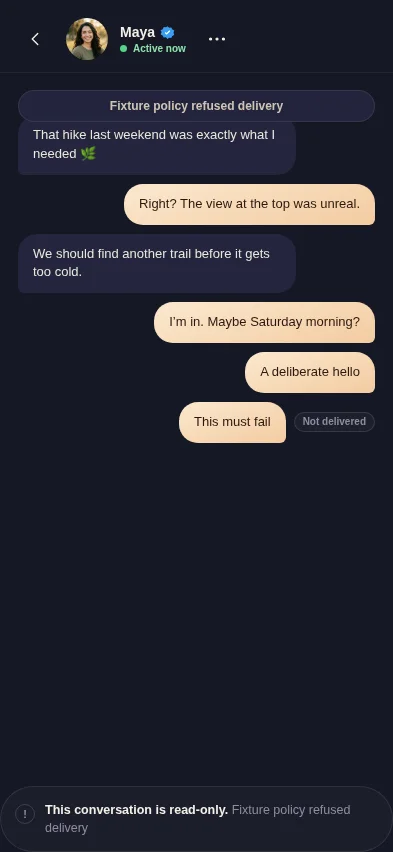 Maya
Active now
Fixture policy refused delivery
That hike last weekend was exactly what I
needed 🌿
Right? The view at the top was unreal.
We should find another trail before it gets
too cold.
I'm in. Maybe Saturday morning?
A deliberate hello
This must fail
Not delivered
This conversation is read-only. Fixture policy refused
delivery